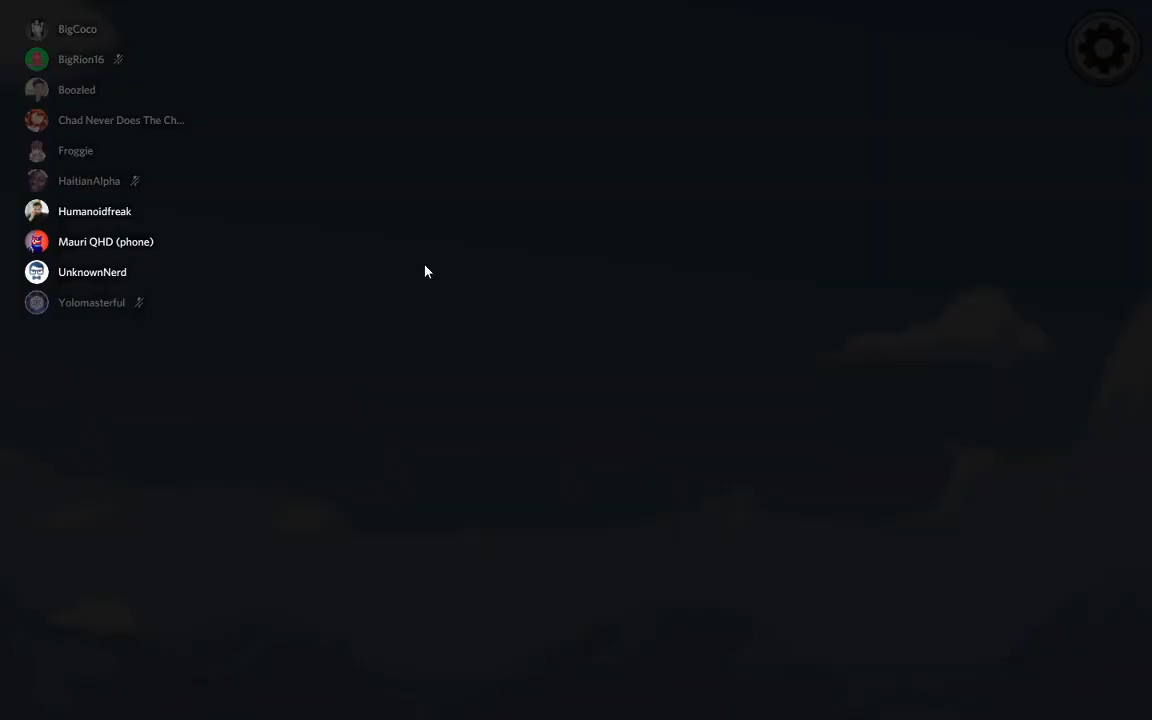 BigCoco
BigRion16
Boozled
Chad Never Does The Ch...
Froggie
HaitianAlpha
Humanoidfreak
Mauri QHD (phone)
UnknownNerd
Yolomasterful